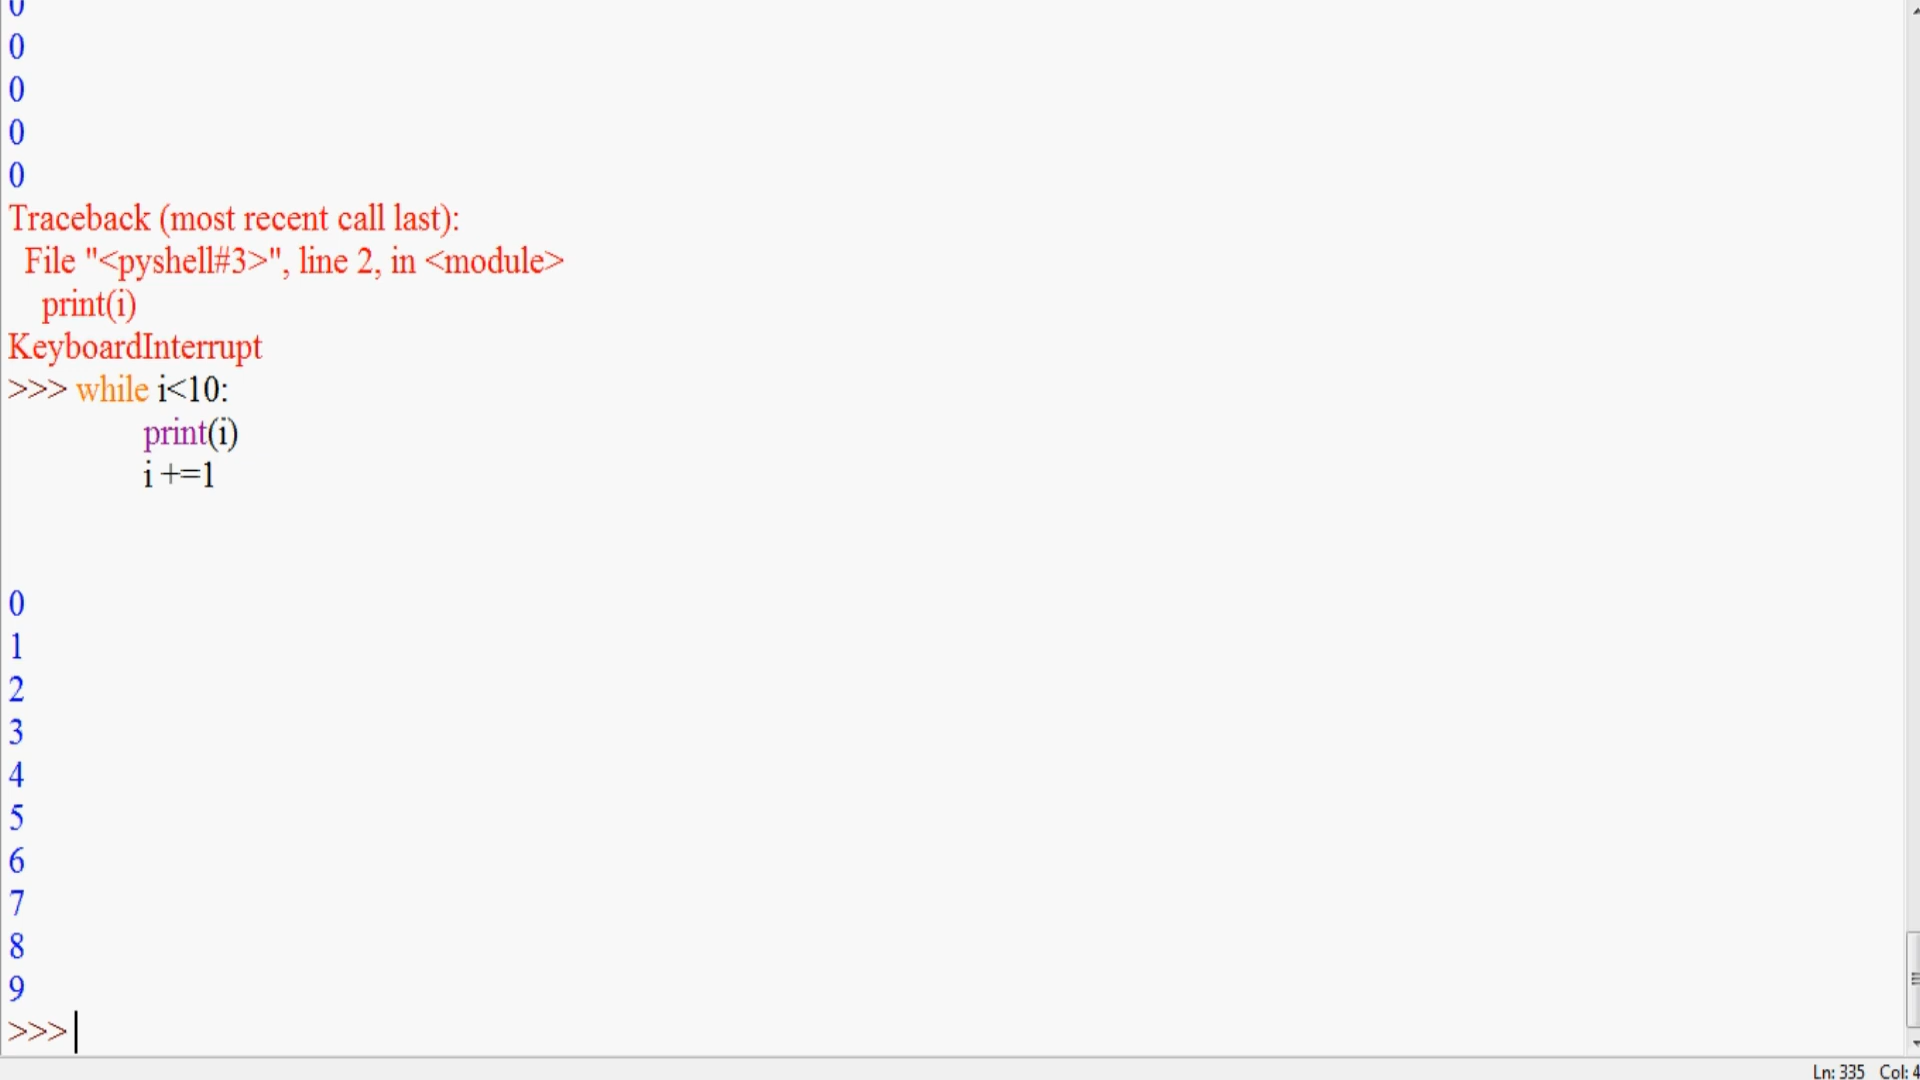 0
0
0
0
0
Traceback (most recent call last):
  File "<pyshell#3>", line 2, in <module>
    print(i)
KeyboardInterrupt
>>> while i<10:
	print(i)
	i +=1
0
1
2
3
4
5
6
7
8
9
>>>
Ln: 335 Col: 4